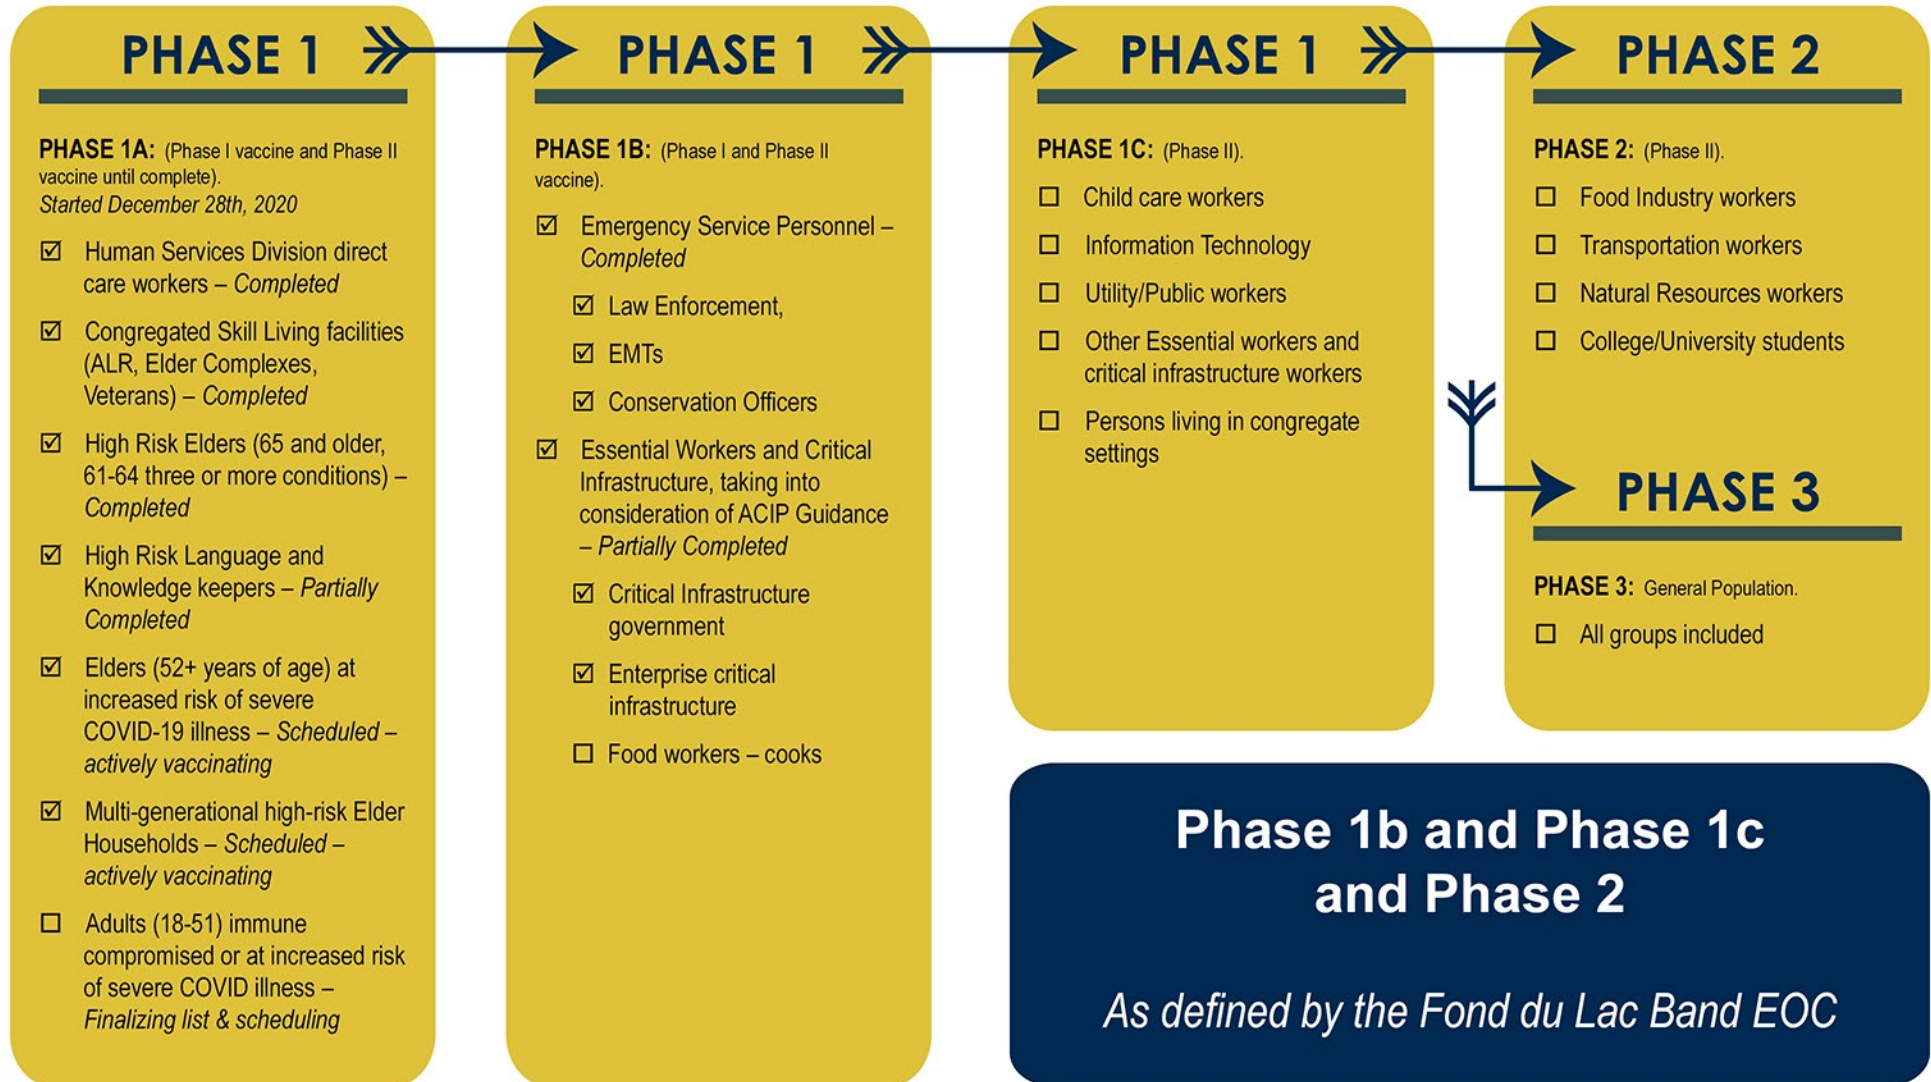 PHASE 1
PHASE 1A: (Phase I vaccine and Phase II
vaccine until complete).
Started December 28th, 2020
☑ Human Services Division direct
care workers – Completed
☑ Congregated Skill Living facilities
(ALR, Elder Complexes,
Veterans) – Completed
☑ High Risk Elders (65 and older,
61-64 three or more conditions) –
Completed
☑ High Risk Language and
Knowledge keepers – Partially
Completed
☑ Elders (52+ years of age) at
increased risk of severe
COVID-19 illness – Scheduled –
actively vaccinating
☑ Multi-generational high-risk Elder
Households – Scheduled –
actively vaccinating
☐ Adults (18-51) immune
compromised or at increased risk
of severe COVID illness –
Finalizing list & scheduling
PHASE 1
PHASE 1B: (Phase I and Phase II
vaccine).
☑ Emergency Service Personnel –
Completed
☑ Law Enforcement,
☑ EMTs
☑ Conservation Officers
☑ Essential Workers and Critical
Infrastructure, taking into
consideration of ACIP Guidance
– Partially Completed
☑ Critical Infrastructure
government
☑ Enterprise critical
infrastructure
☐ Food workers – cooks
PHASE 1
PHASE 1C: (Phase II).
☐ Child care workers
☐ Information Technology
☐ Utility/Public workers
☐ Other Essential workers and
critical infrastructure workers
☐ Persons living in congregate
settings
PHASE 2
PHASE 2: (Phase II).
☐ Food Industry workers
☐ Transportation workers
☐ Natural Resources workers
☐ College/University students
PHASE 3
PHASE 3: General Population.
☐ All groups included
Phase 1b and Phase 1c
and Phase 2
As defined by the Fond du Lac Band EOC